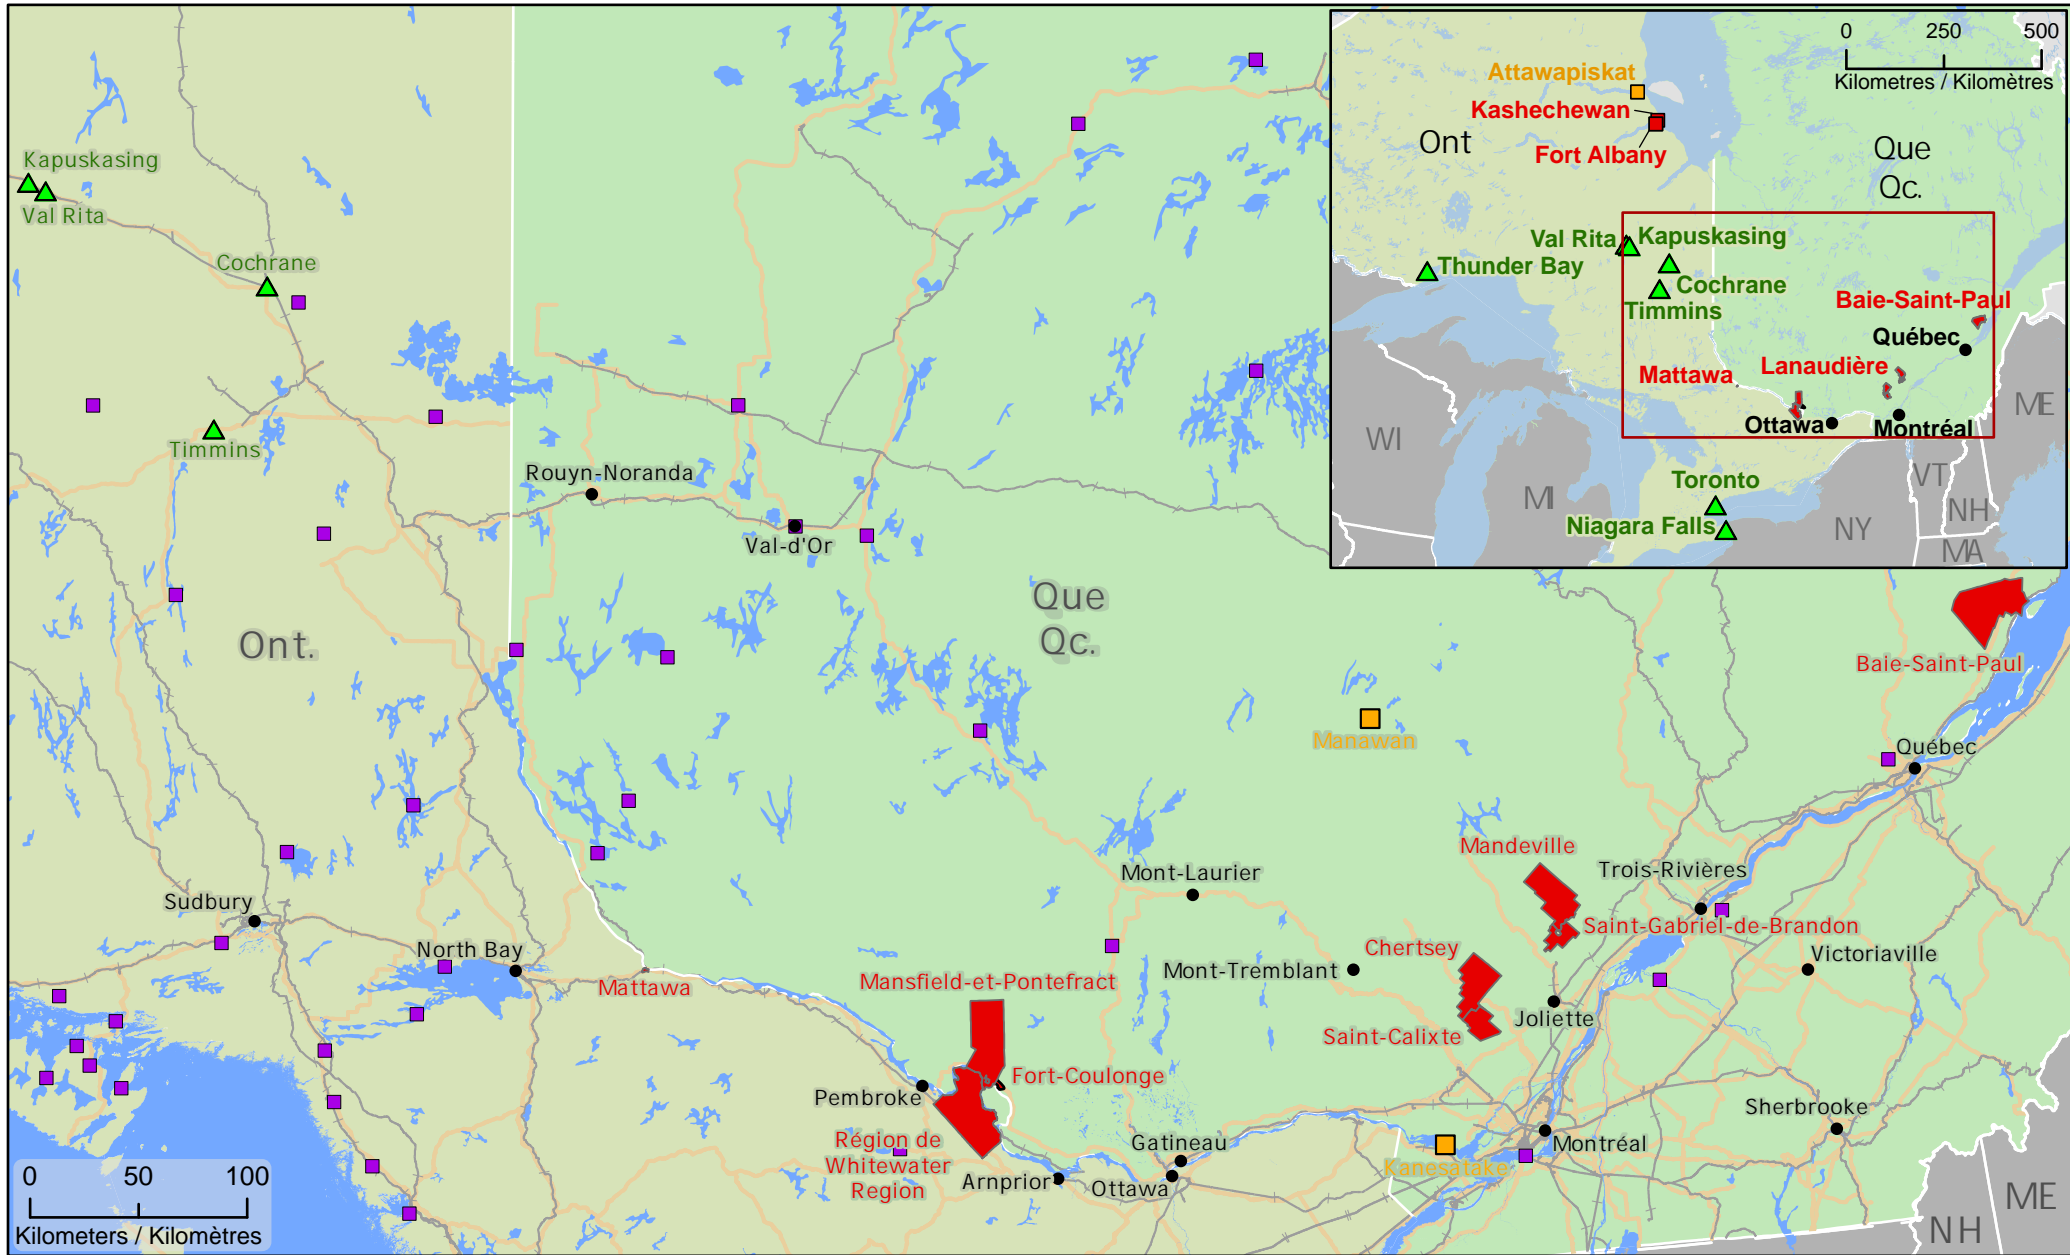 Kapuskasing
Val Rita
Cochrane
Timmins
Ont.
Rouyn-Noranda
Val-d'Or
Que
Qc.
Manawan
Baie-Saint-Paul
Québec
Mandeville
Trois-Rivières
Saint-Gabriel-de-Brandon
Victoriaville
Mont-Laurier
Mont-Tremblant
Chertsey
Saint-Calixte
Joliette
Sudbury
North Bay
Mattawa
Mansfield-et-Pontefract
Fort-Coulonge
Pembroke
Région de
Whitewater
Region
Arnprior
Gatineau
Ottawa
Kanesatake
Montréal
Sherbrooke
NH
ME
0 50 100
Kilometers / Kilomètres
0 250 500
Kilometres / Kilomètres
Attawapiskat
Kashechewan
Fort Albany
Ont
Que
Qc.
Val Rita
Kapuskasing
Thunder Bay
Cochrane
Timmins
Baie-Saint-Paul
Québec
Lanaudière
Mattawa
Ottawa
Montréal
Toronto
Niagara Falls
WI
MI
NY
VT
NH
MA
ME